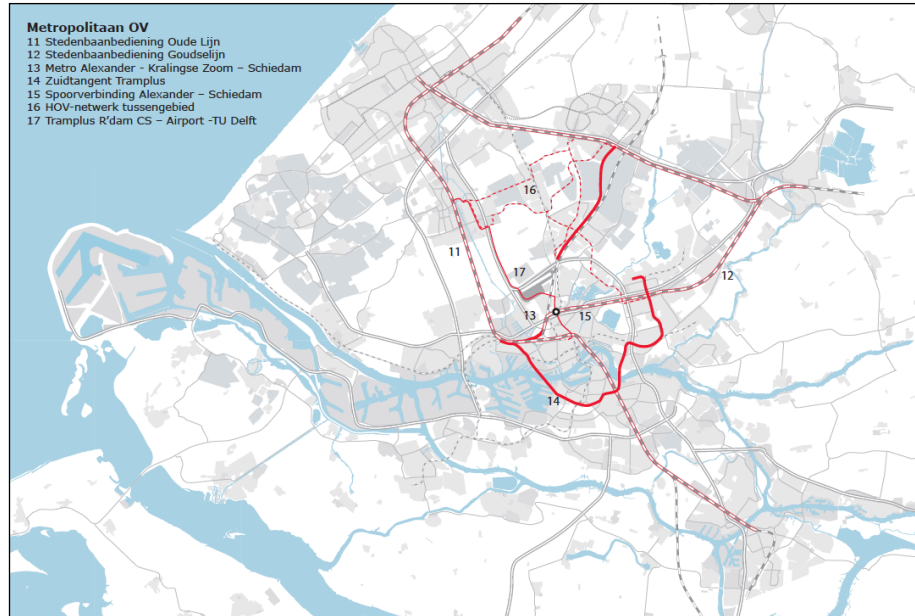 Metropolitaan OV
11 Stedenbaanbediening Oude Lijn
12 Stedenbaanbediening Goudselijn
13 Metro Alexander - Kralingse Zoom – Schiedam
14 Zuidtangent Tramplus
15 Spoorverbinding Alexander – Schiedam
16 HOV-netwerk tussengebied
17 Tramplus R'dam CS – Airport -TU Delft
16
11
17
12
13
15
14